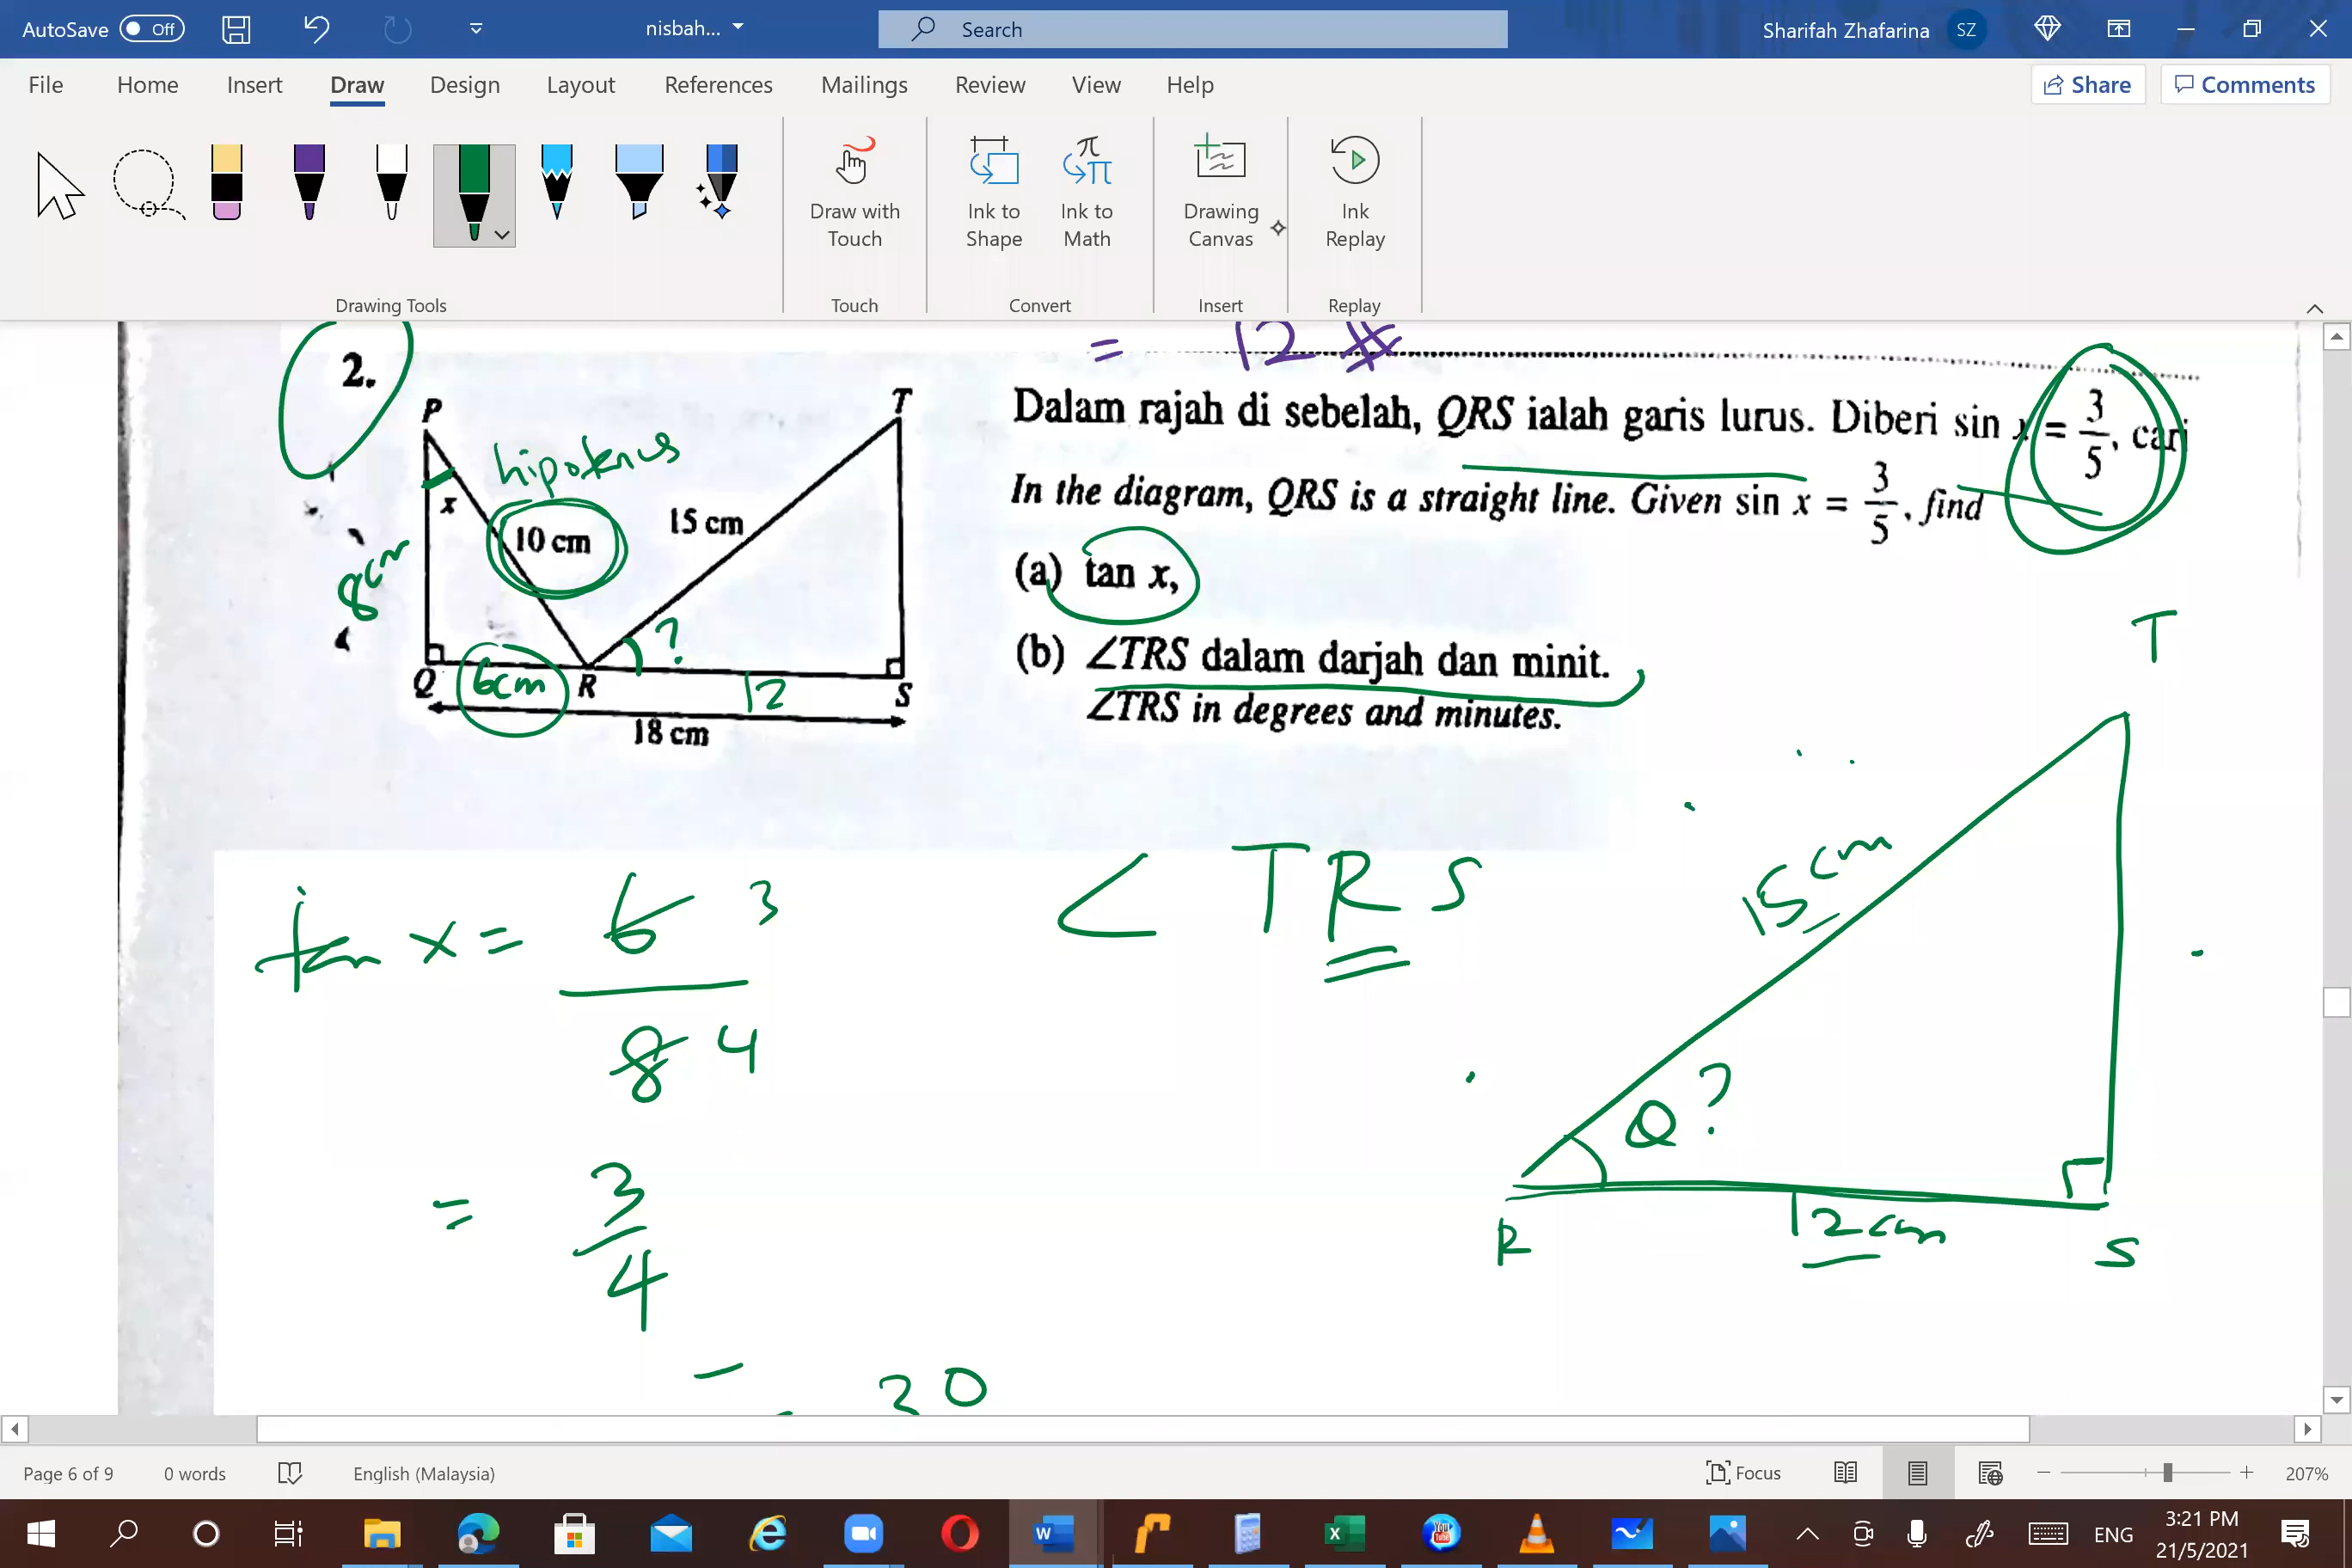 AutoSave Off nisbah... Search Sharifah Zhafarina SZ
File Home Insert Draw Design Layout References Mailings Review View Help Share Comments
Draw with Touch
Ink to Shape
Ink to Math
Drawing Canvas
Ink Replay
Drawing Tools Touch Convert Insert Replay
= 12 #
2.
P
T
hipotenus
x
10 cm
15 cm
8cm
?
Q
6cm
R
12
S
18 cm
Dalam rajah di sebelah, QRS ialah garis lurus. Diberi sin x = 3/5, cari
In the diagram, QRS is a straight line. Given sin x = 3/5, find
(a) tan x,
(b) ∠TRS dalam darjah dan minit.
∠TRS in degrees and minutes.
tan x = 6 3
8 4
= 3/4
< TRS
T
15 cm
θ ?
R
12 cm
S
Page 6 of 9 0 words English (Malaysia) Focus 207%
ENG
3:21 PM
21/5/2021